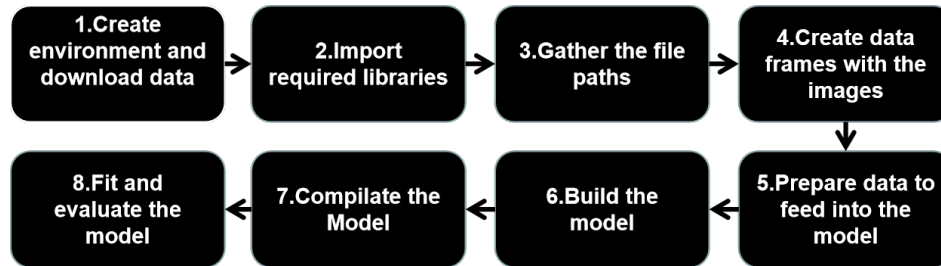 1.Create
environment and
download data
2.Import
required libraries
3.Gather the file
paths
4.Create data
frames with the
images
5.Prepare data to
feed into the
model
6.Build the
model
7.Compilate the
Model
8.Fit and
evaluate the
model